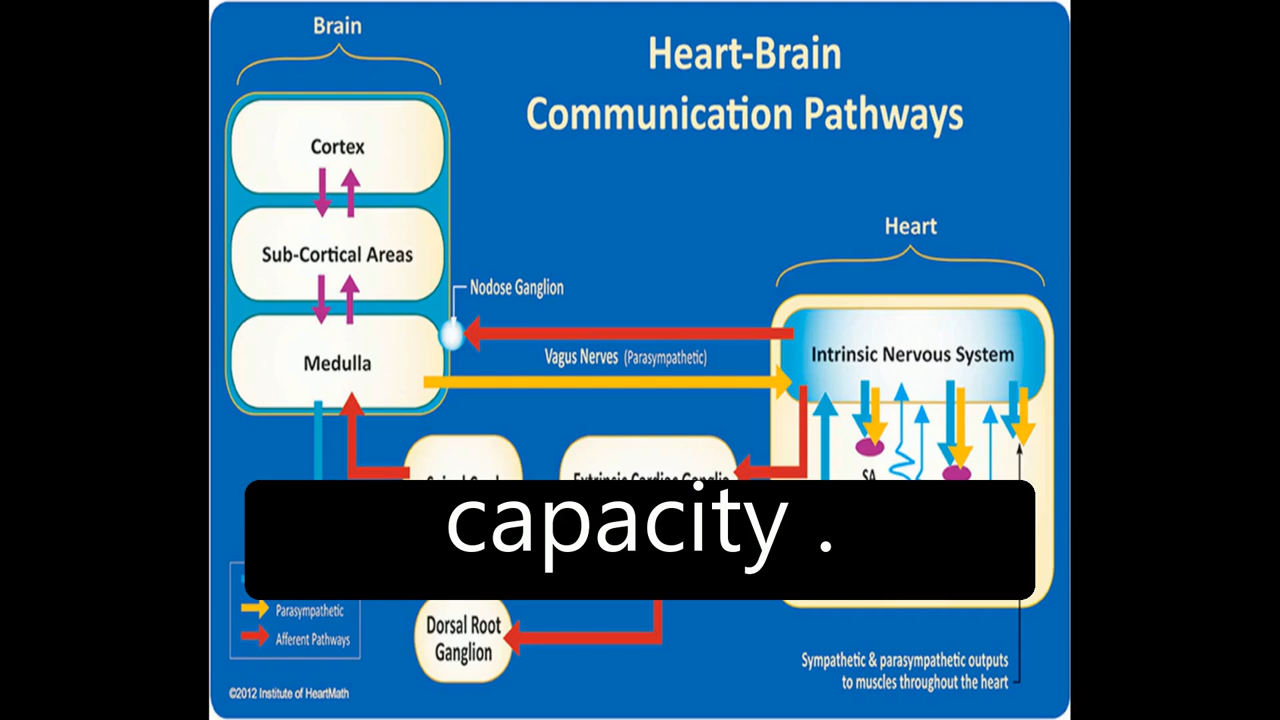 Brain
Heart-Brain
Communication Pathways
Cortex
Sub-Cortical Areas
Medulla
Nodose Ganglion
Vagus Nerves (Parasympathetic)
Heart
Intrinsic Nervous System
SA
Extrinsic Cardiac Ganglia
capacity .
Parasympathetic
Afferent Pathways
Dorsal Root
Ganglion
Sympathetic & parasympathetic outputs
to muscles throughout the heart
©2012 Institute of HeartMath